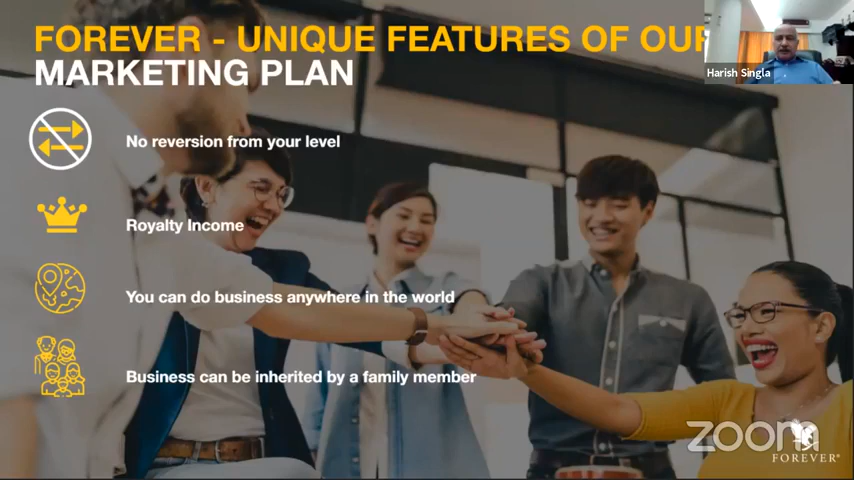 FOREVER - UNIQUE FEATURES OF OUR
MARKETING PLAN
Harish Singla
No reversion from your level
Royalty Income
You can do business anywhere in the world
Business can be inherited by a family member
zoom
FOREVER®